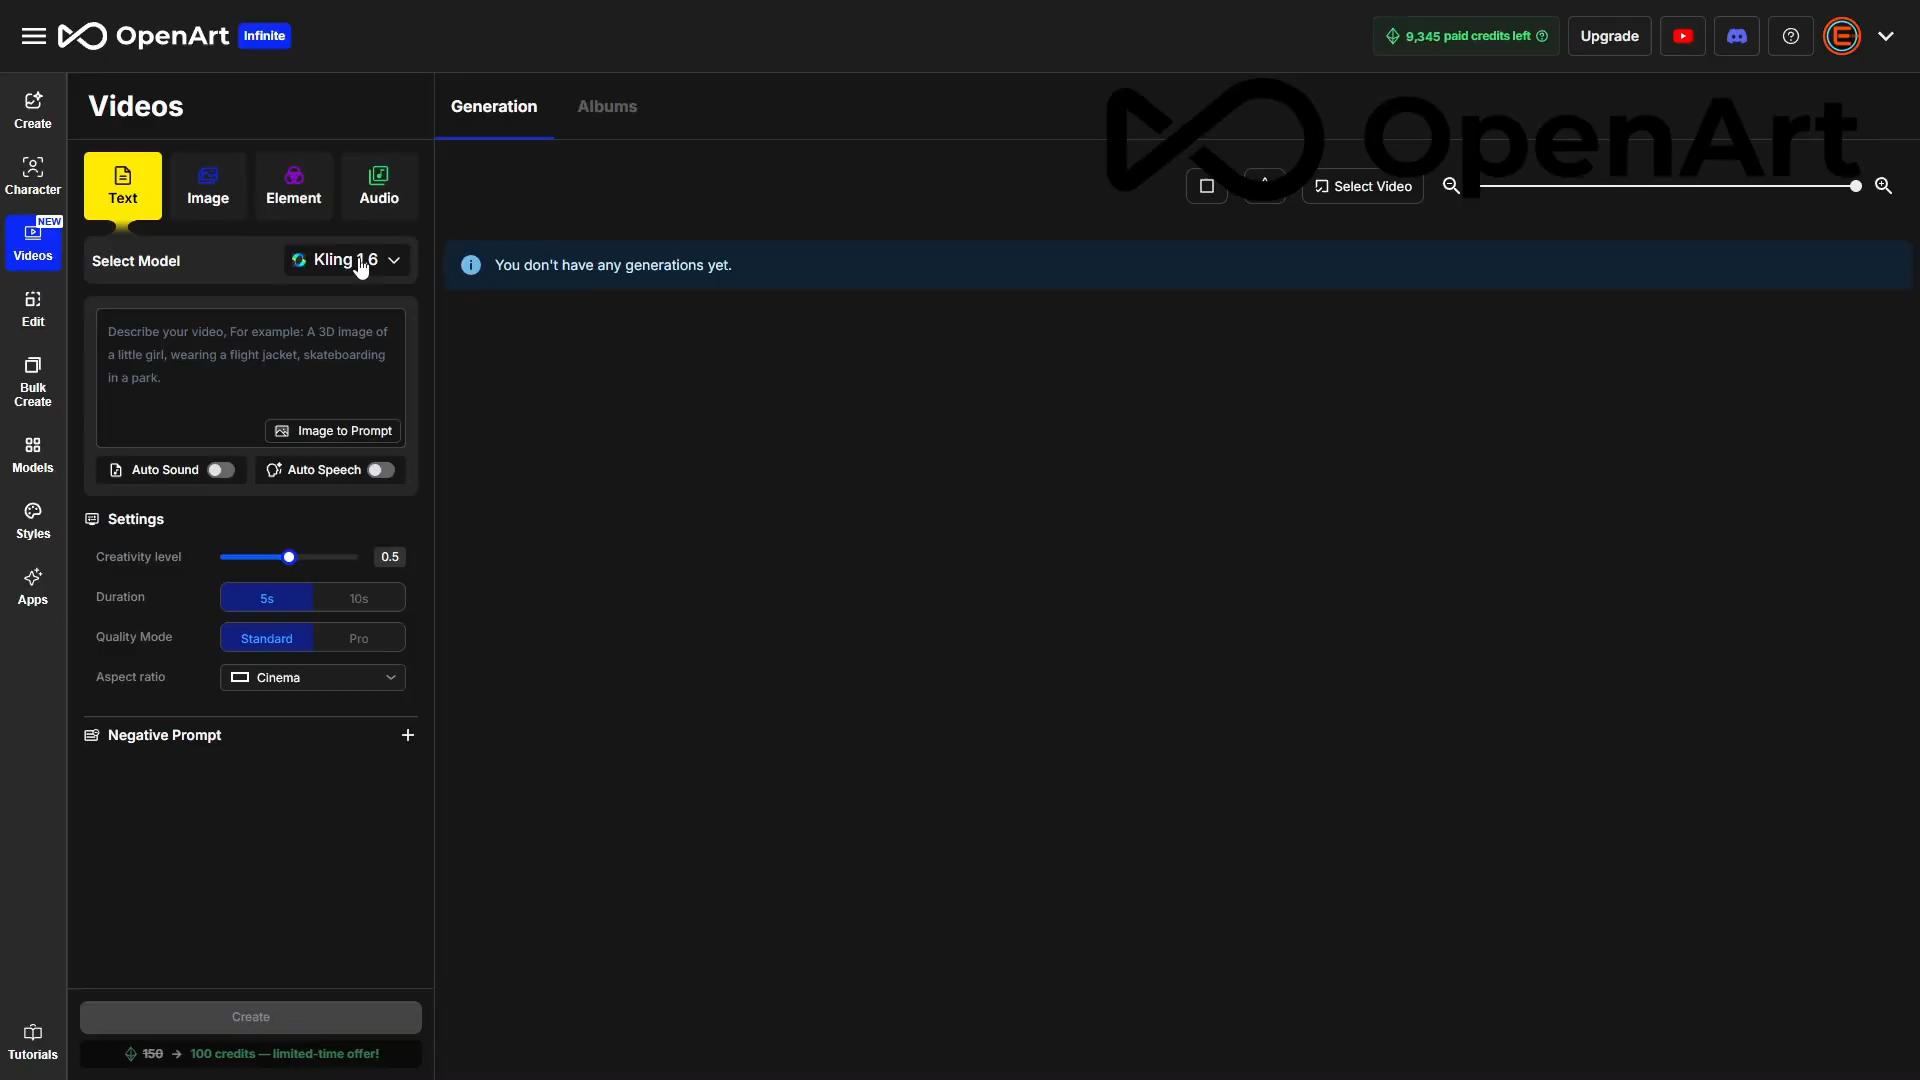 OpenArt Infinite
9,345 paid credits left
Upgrade
Create
Character
NEW
Videos
Edit
Bulk
Create
Models
Styles
Apps
Tutorials
Videos
Text
Image
Element
Audio
Select Model
Kling 1.6
Describe your video, For example: A 3D image of
a little girl, wearing a flight jacket, skateboarding
in a park.
Image to Prompt
Auto Sound
Auto Speech
Settings
Creativity level
0.5
Duration
5s
10s
Quality Mode
Standard
Pro
Aspect ratio
Cinema
Negative Prompt
Create
150 → 100 credits — limited-time offer!
Generation
Albums
OpenArt
Select Video
You don't have any generations yet.